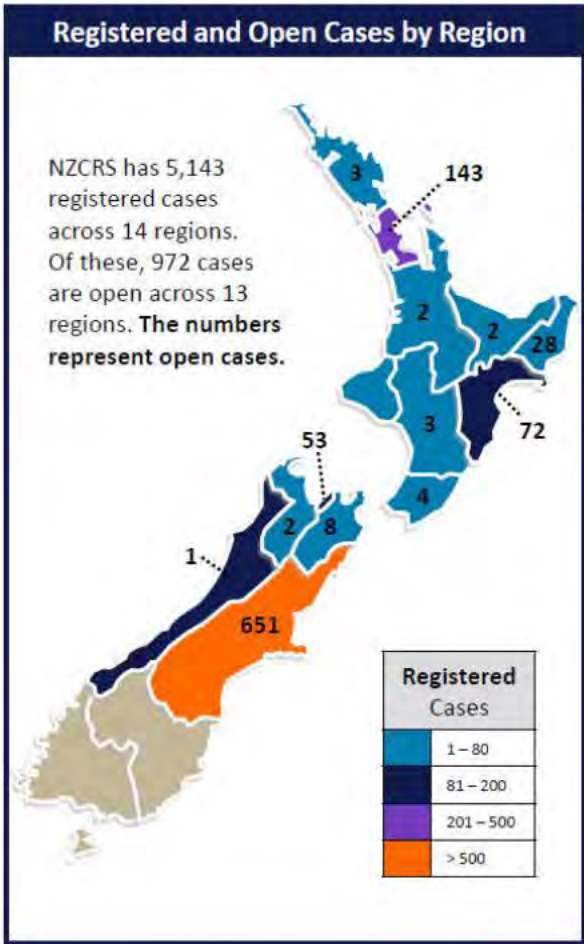 Registered and Open Cases by Region
NZCRS has 5,143
registered cases
across 14 regions.
Of these, 972 cases
are open across 13
regions. The numbers
represent open cases.
3
143
2
2
28
3
72
4
53
2
8
1
651
Registered
Cases
1 – 80
81 – 200
201 – 500
> 500